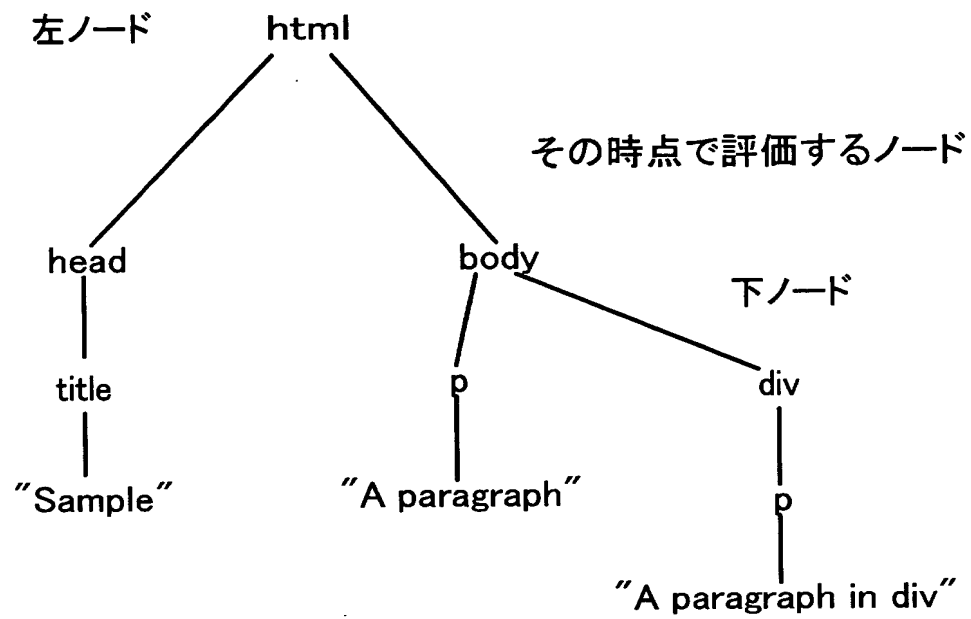 左ノード html
その時点で評価するノード
head body
下ノード
title p div
"Sample" "A paragraph" p
"A paragraph in div"